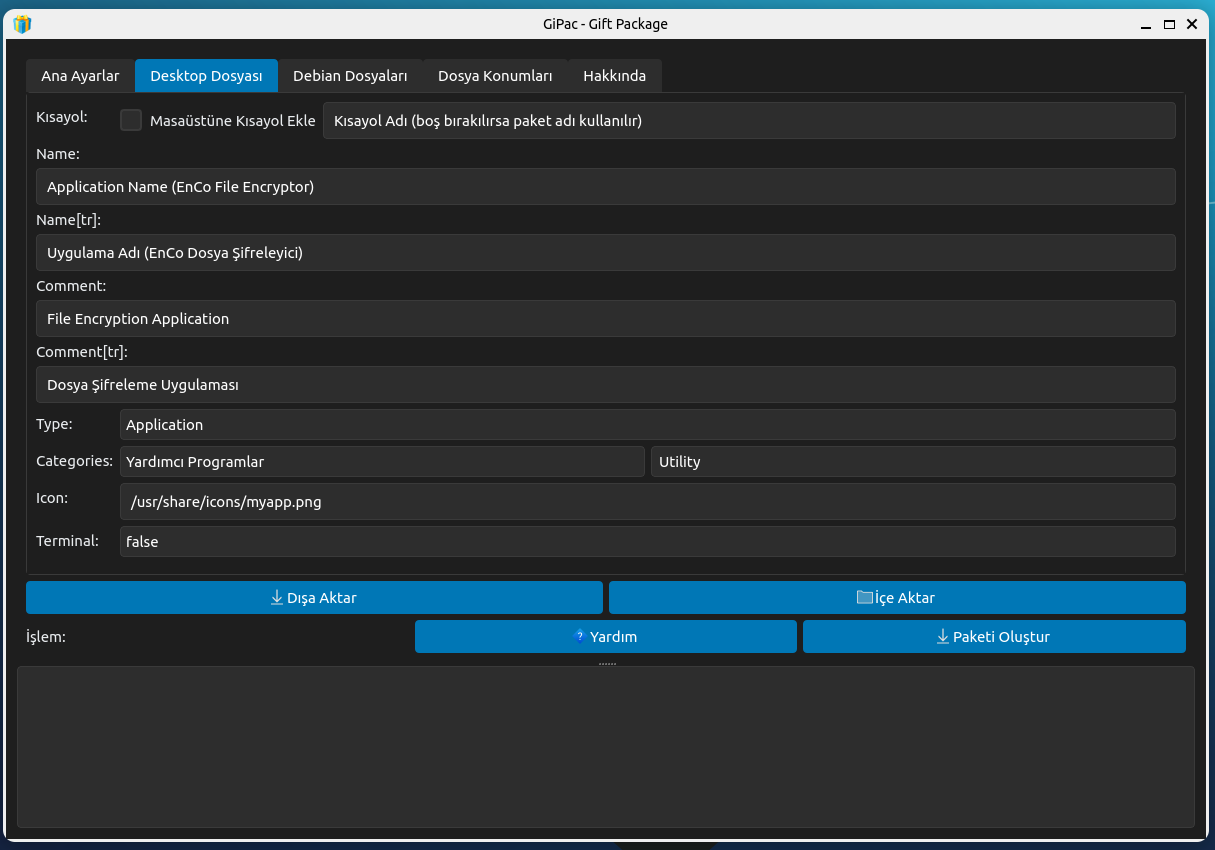 GiPac - Gift Package
Ana Ayarlar Desktop Dosyası Debian Dosyaları Dosya Konumları Hakkında
Kısayol: Masaüstüne Kısayol Ekle Kısayol Adı (boş bırakılırsa paket adı kullanılır)
Name:
Application Name (EnCo File Encryptor)
Name[tr]:
Uygulama Adı (EnCo Dosya Şifreleyici)
Comment:
File Encryption Application
Comment[tr]:
Dosya Şifreleme Uygulaması
Type: Application
Categories: Yardımcı Programlar Utility
Icon: /usr/share/icons/myapp.png
Terminal: false
Dışa Aktar İçe Aktar
İşlem: ? Yardım Paketi Oluştur